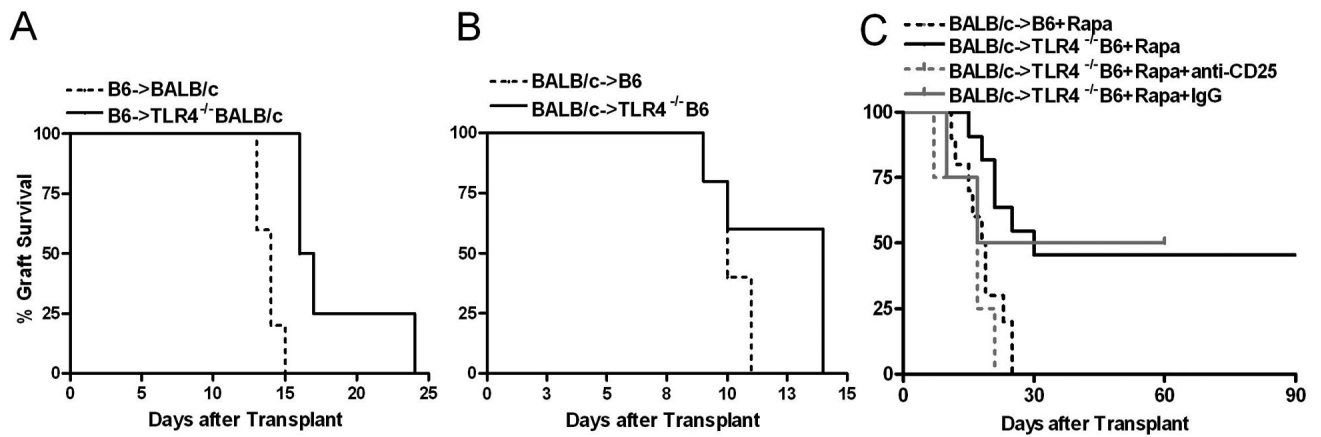 A
B6->BALB/c
B6->TLR4-/-BALB/c
% Graft Survival
100
75
50
25
0
0 5 10 15 20 25
Days after Transplant
B
BALB/c->B6
BALB/c->TLR4-/-B6
100
75
50
25
0
0 3 5 8 10 13 15
Days after Transplant
C
BALB/c->B6+Rapa
BALB/c->TLR4 -/-B6+Rapa
BALB/c->TLR4 -/-B6+Rapa+anti-CD25
BALB/c->TLR4 -/-B6+Rapa+IgG
100
75
50
25
0
0 30 60 90
Days after Transplant